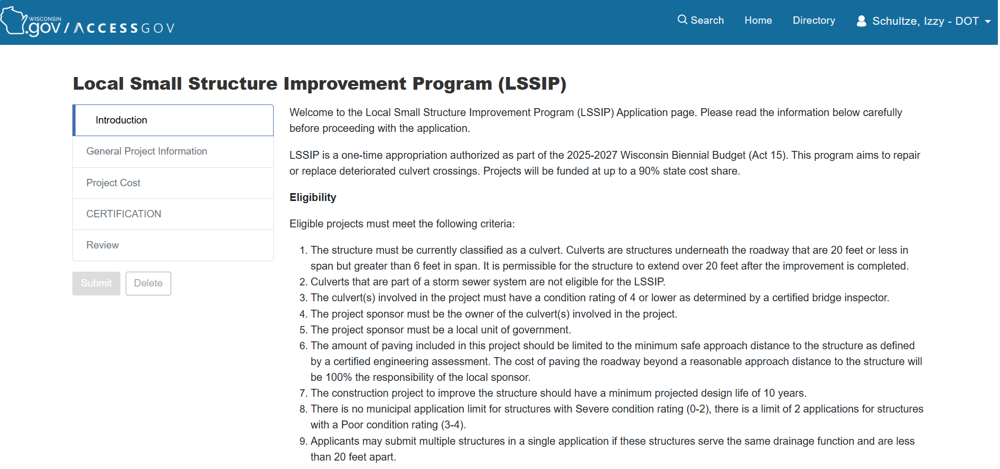 WISCONSIN
.gov/ACCESSGOV
Search
Home
Directory
Schultze, Izzy - DOT
Local Small Structure Improvement Program (LSSIP)
Introduction
General Project Information
Project Cost
CERTIFICATION
Review
Submit
Delete
Welcome to the Local Small Structure Improvement Program (LSSIP) Application page. Please read the information below carefully
before proceeding with the application.
LSSIP is a one-time appropriation authorized as part of the 2025-2027 Wisconsin Biennial Budget (Act 15). This program aims to repair
or replace deteriorated culvert crossings. Projects will be funded at up to a 90% state cost share.
Eligibility
Eligible projects must meet the following criteria:
1. The structure must be currently classified as a culvert. Culverts are structures underneath the roadway that are 20 feet or less in
span but greater than 6 feet in span. It is permissible for the structure to extend over 20 feet after the improvement is completed.
2. Culverts that are part of a storm sewer system are not eligible for the LSSIP.
3. The culvert(s) involved in the project must have a condition rating of 4 or lower as determined by a certified bridge inspector.
4. The project sponsor must be the owner of the culvert(s) involved in the project.
5. The project sponsor must be a local unit of government.
6. The amount of paving included in this project should be limited to the minimum safe approach distance to the structure as defined
by a certified engineering assessment. The cost of paving the roadway beyond a reasonable approach distance to the structure will
be 100% the responsibility of the local sponsor.
7. The construction project to improve the structure should have a minimum projected design life of 10 years.
8. There is no municipal application limit for structures with Severe condition rating (0-2), there is a limit of 2 applications for structures
with a Poor condition rating (3-4).
9. Applicants may submit multiple structures in a single application if these structures serve the same drainage function and are less
than 20 feet apart.